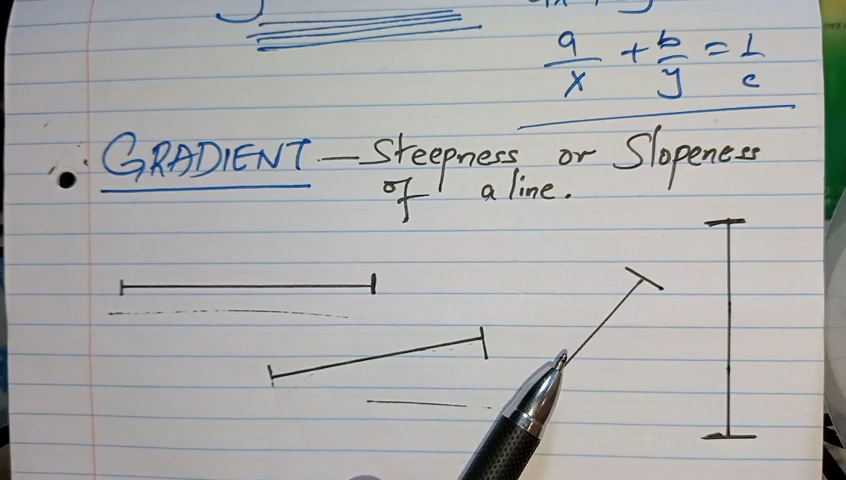 a/x + b/y = 1/c
GRADIENT — Steepness or Slopeness
of a line.